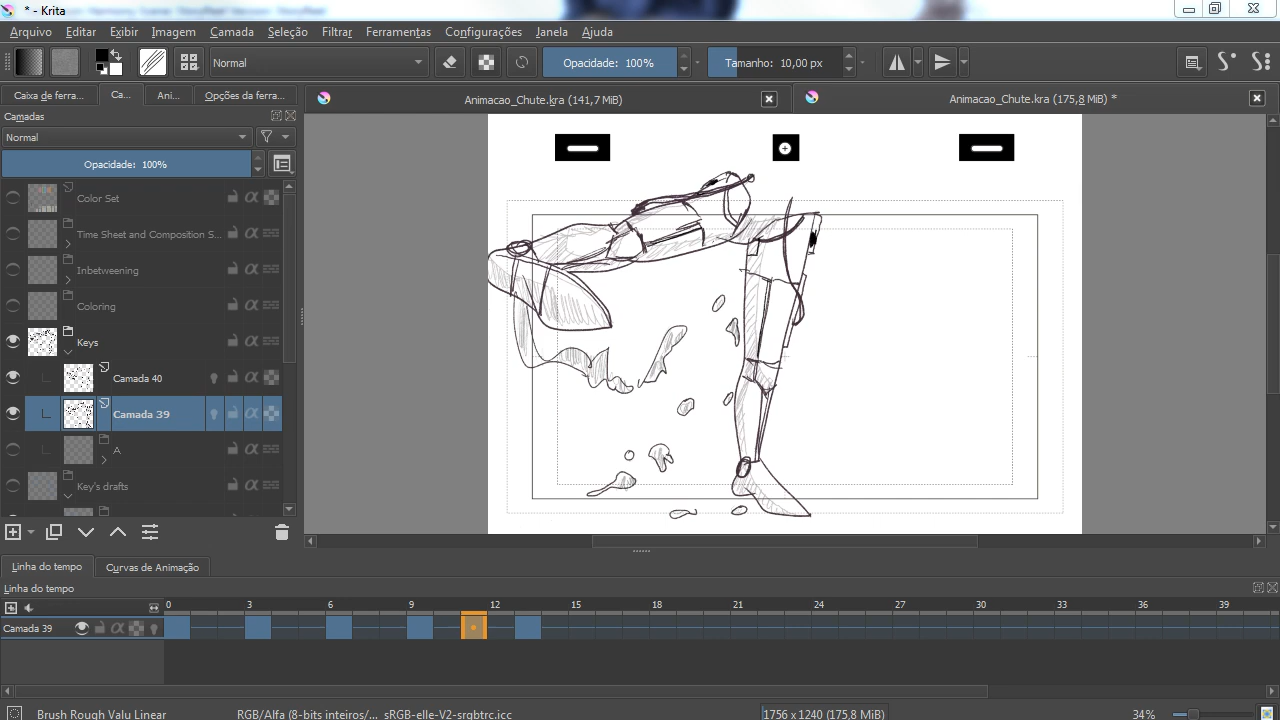 * - Krita
Arquivo Editar Exibir Imagem Camada Seleção Filtrar Ferramentas Configurações Janela Ajuda
Normal Opacidade: 100% Tamanho: 10,00 px
Caixa de ferra... Ca... Ani... Opções da ferra...
Animacao_Chute.kra (141,7 MiB) Animacao_Chute.kra (175,8 MiB) *
Camadas
Normal
Opacidade: 100%
Color Set
Time Sheet and Composition S...
Inbetweening
Coloring
Keys
Camada 40
Camada 39
A
Key's drafts
Linha do tempo Curvas de Animação
Linha do tempo
0 3 6 9 12 15 18 21 24 27 30 33 36 39
Camada 39
Brush Rough Valu Linear RGB/Alfa (8-bits inteiros/... sRGB-elle-V2-srgbtrc.icc 1756 x 1240 (175,8 MiB) 34%